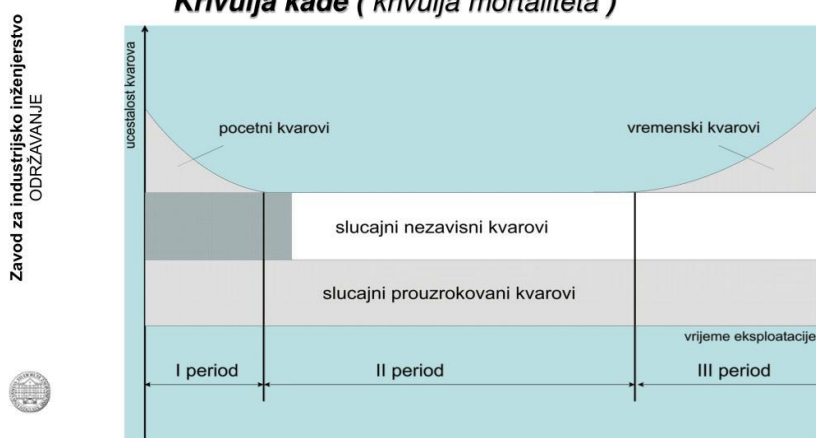 Krivulja kade ( krivulja mortaliteta )
Zavod za industrijsko inženjerstvo
ODRŽAVANJE
ucestalost kvarova
pocetni kvarovi
vremenski kvarovi
slucajni nezavisni kvarovi
slucajni prouzrokovani kvarovi
vrijeme eksploatacije
I period
II period
III period